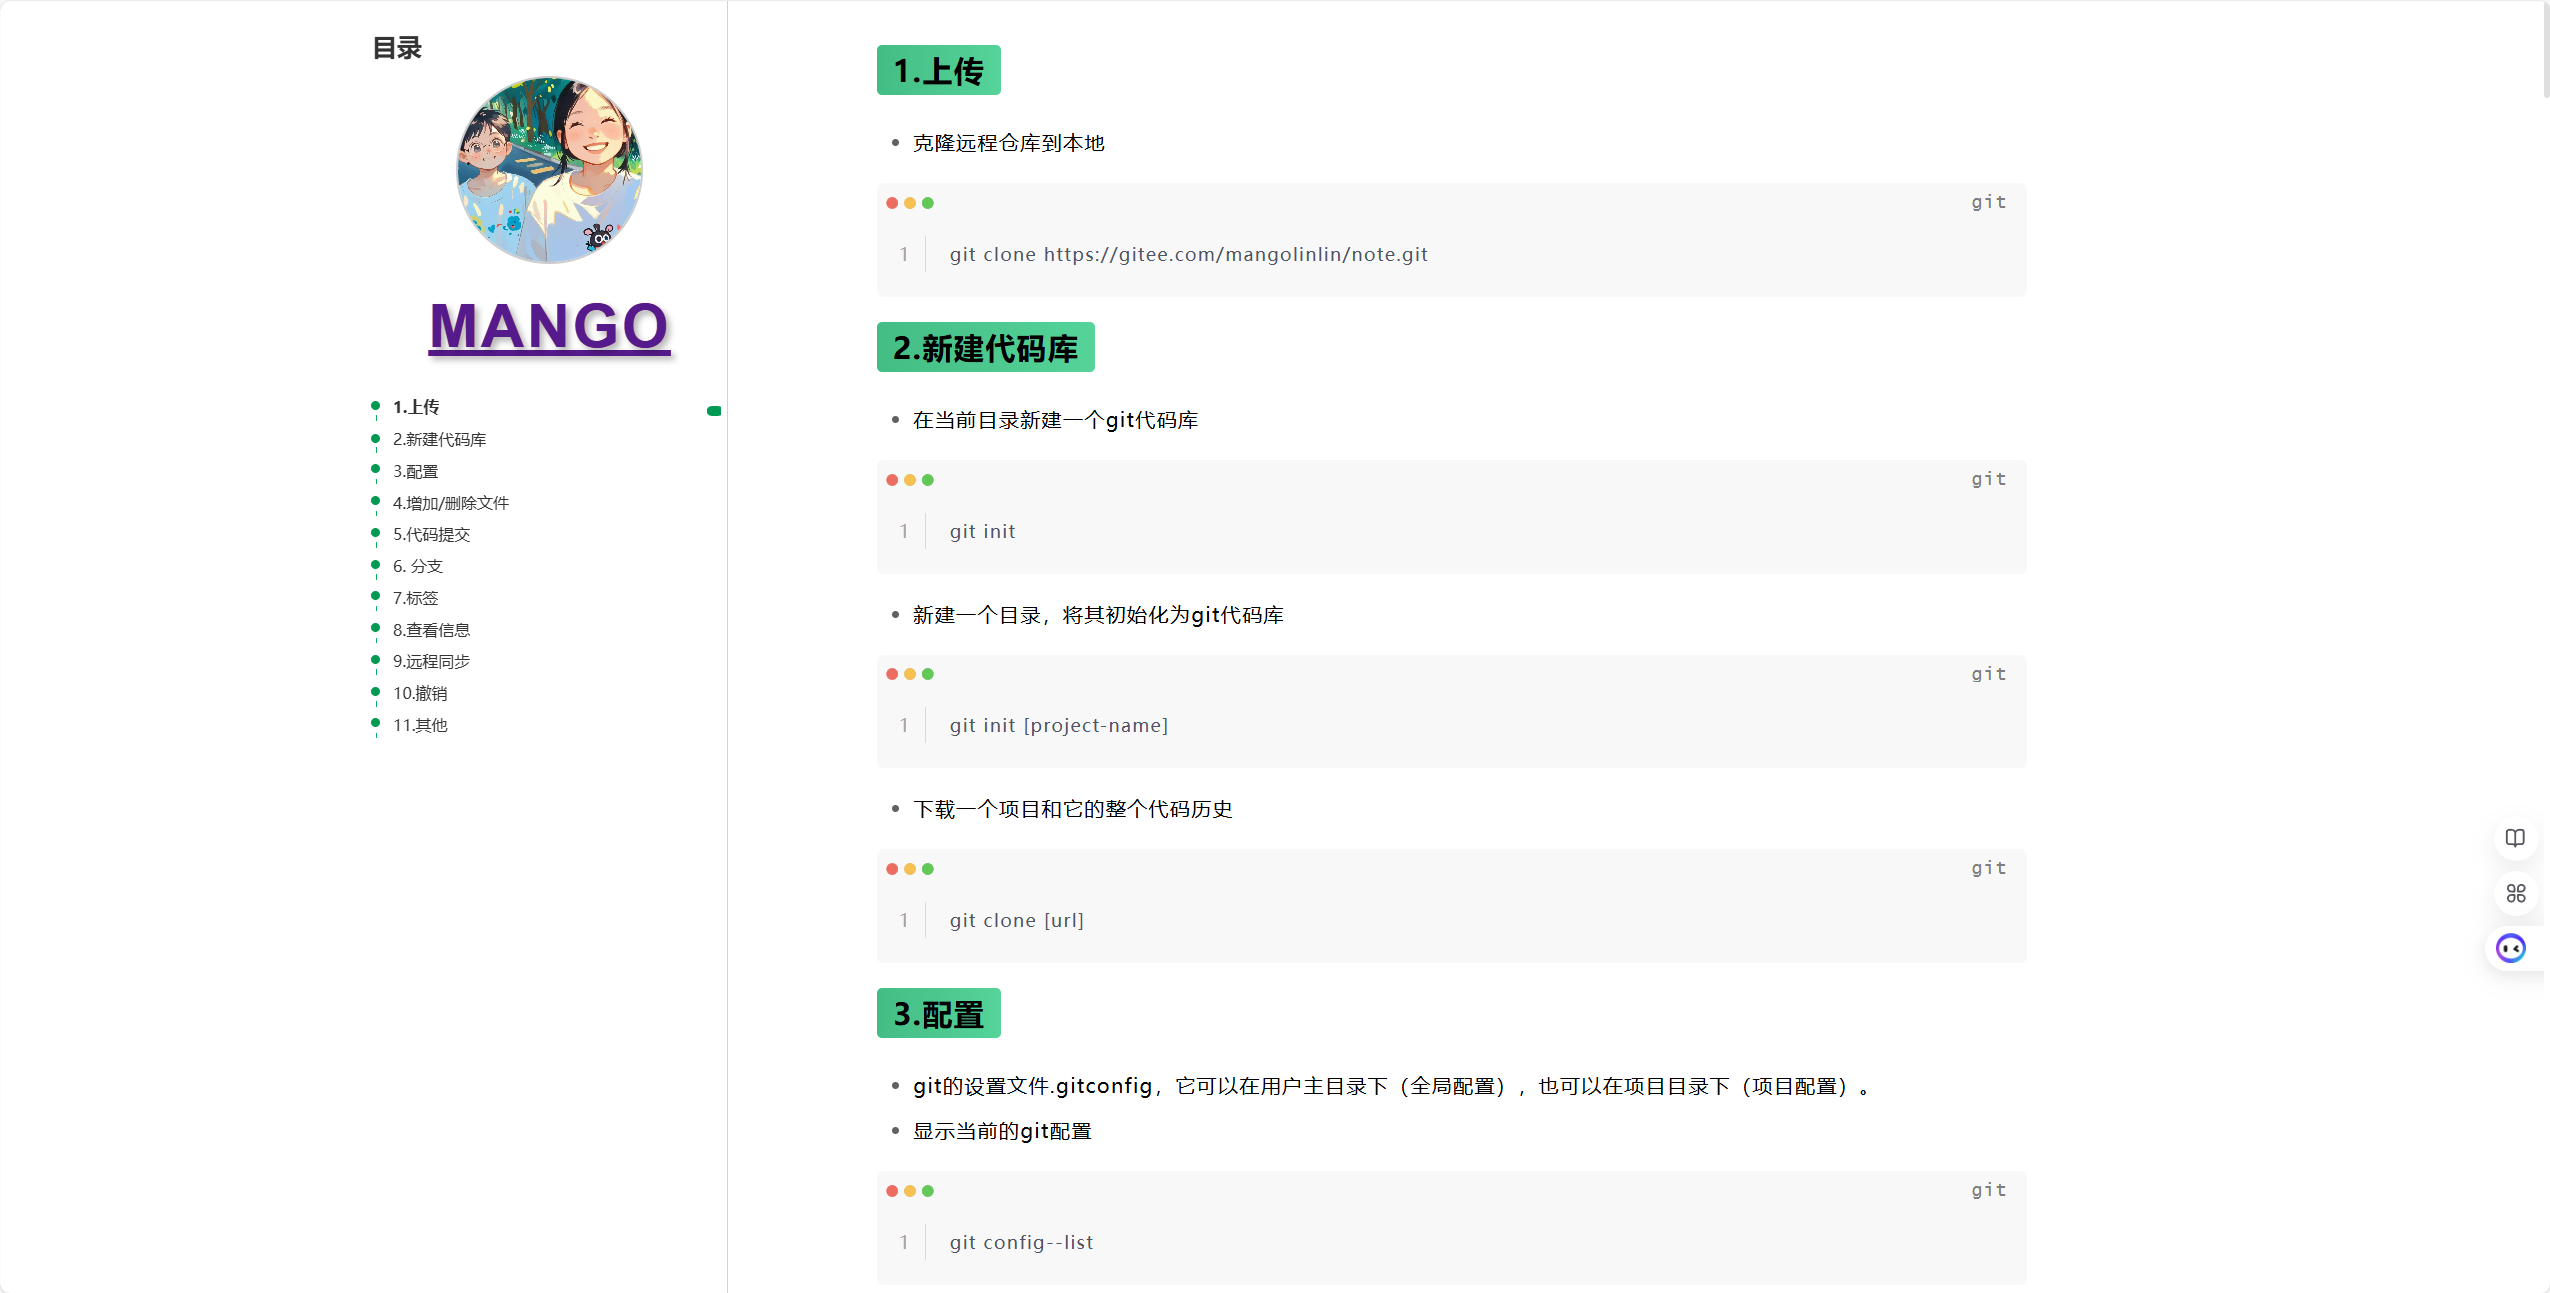 目录
MANGO
1.上传
2.新建代码库
3.配置
4.增加/删除文件
5.代码提交
6. 分支
7.标签
8.查看信息
9.远程同步
10.撤销
11.其他
1.上传
克隆远程仓库到本地
git
1 git clone https://gitee.com/mangolinlin/note.git
2.新建代码库
在当前目录新建一个git代码库
git
1 git init
新建一个目录，将其初始化为git代码库
git
1 git init [project-name]
下载一个项目和它的整个代码历史
git
1 git clone [url]
3.配置
git的设置文件.gitconfig，它可以在用户主目录下（全局配置），也可以在项目目录下（项目配置）。
显示当前的git配置
git
1 git config--list